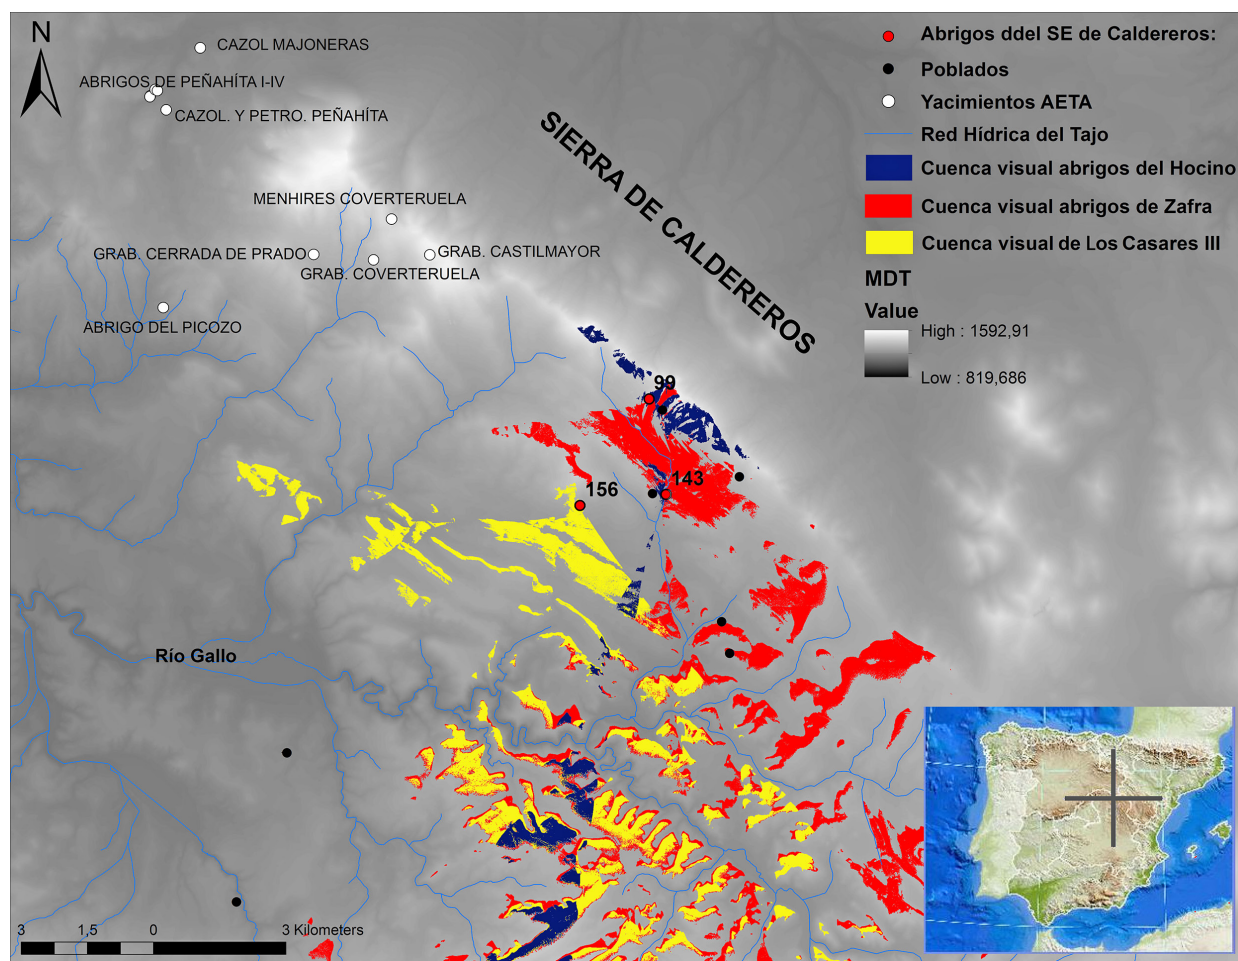 N
CAZOL MAJONERAS
ABRIGOS DE PEÑAHÍTA I-IV
CAZOL. Y PETRO. PEÑAHÍTA
MENHIRES COVERTERUELA
GRAB. CERRADA DE PRADO
GRAB. CASTILMAYOR
GRAB. COVERTERUELA
ABRIGO DEL PICOZO
SIERRA DE CALDEREROS
99
143
156
Río Gallo
3 1,5 0 3 Kilometers
Abrigos ddel SE de Caldereros:
Poblados
Yacimientos AETA
Red Hídrica del Tajo
Cuenca visual abrigos del Hocino
Cuenca visual abrigos de Zafra
Cuenca visual de Los Casares III
MDT
Value
High : 1592,91
Low : 819,686